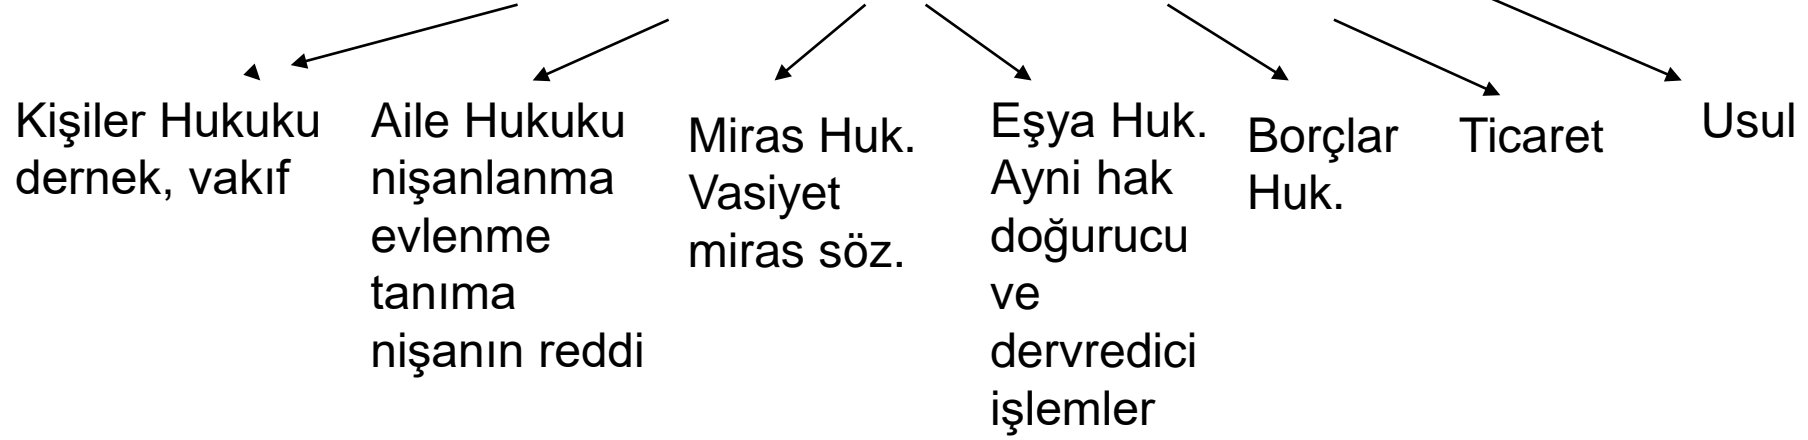 Kişiler Hukuku
dernek, vakıf
Aile Hukuku
nişanlanma
evlenme
tanıma
nişanın reddi
Miras Huk.
Vasiyet
miras söz.
Eşya Huk.
Ayni hak
doğurucu
ve
dervredici
işlemler
Borçlar
Huk.
Ticaret
Usul